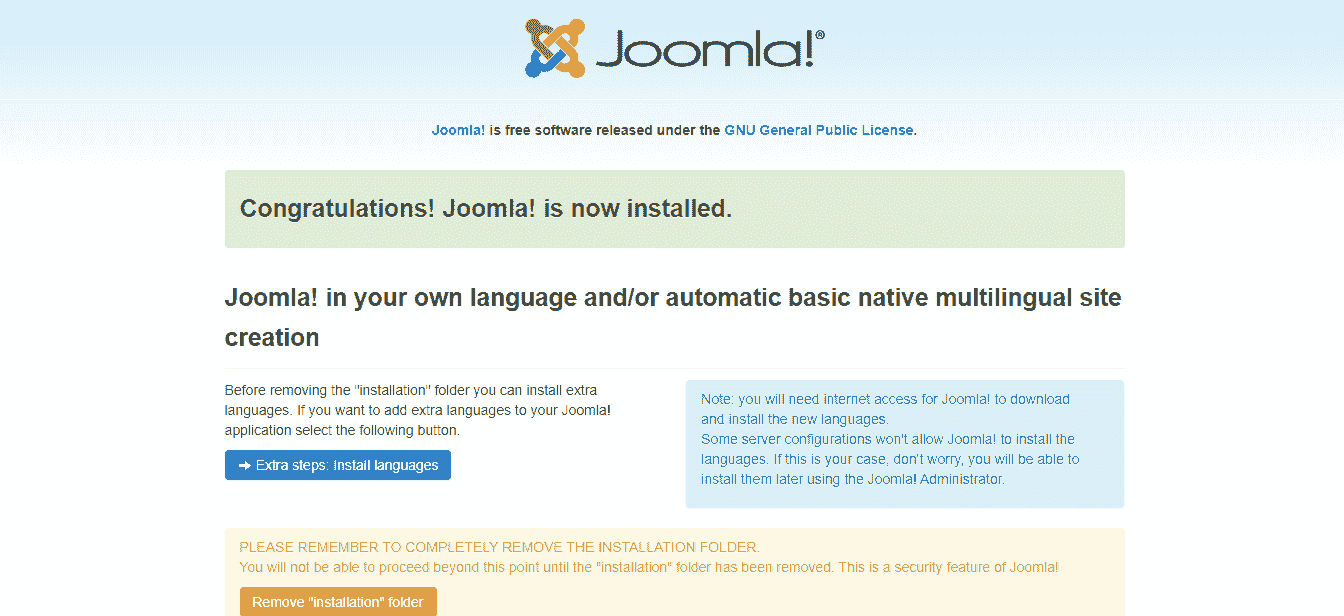 Joomla!®
Joomla! is free software released under the GNU General Public License.
Congratulations! Joomla! is now installed.
Joomla! in your own language and/or automatic basic native multilingual site
creation
Before removing the "installation" folder you can install extra
languages. If you want to add extra languages to your Joomla!
application select the following button.
Extra steps: Install languages
Note: you will need internet access for Joomla! to download
and install the new languages.
Some server configurations won't allow Joomla! to install the
languages. If this is your case, don't worry, you will be able to
install them later using the Joomla! Administrator.
PLEASE REMEMBER TO COMPLETELY REMOVE THE INSTALLATION FOLDER.
You will not be able to proceed beyond this point until the "installation" folder has been removed. This is a security feature of Joomla!
Remove "installation" folder